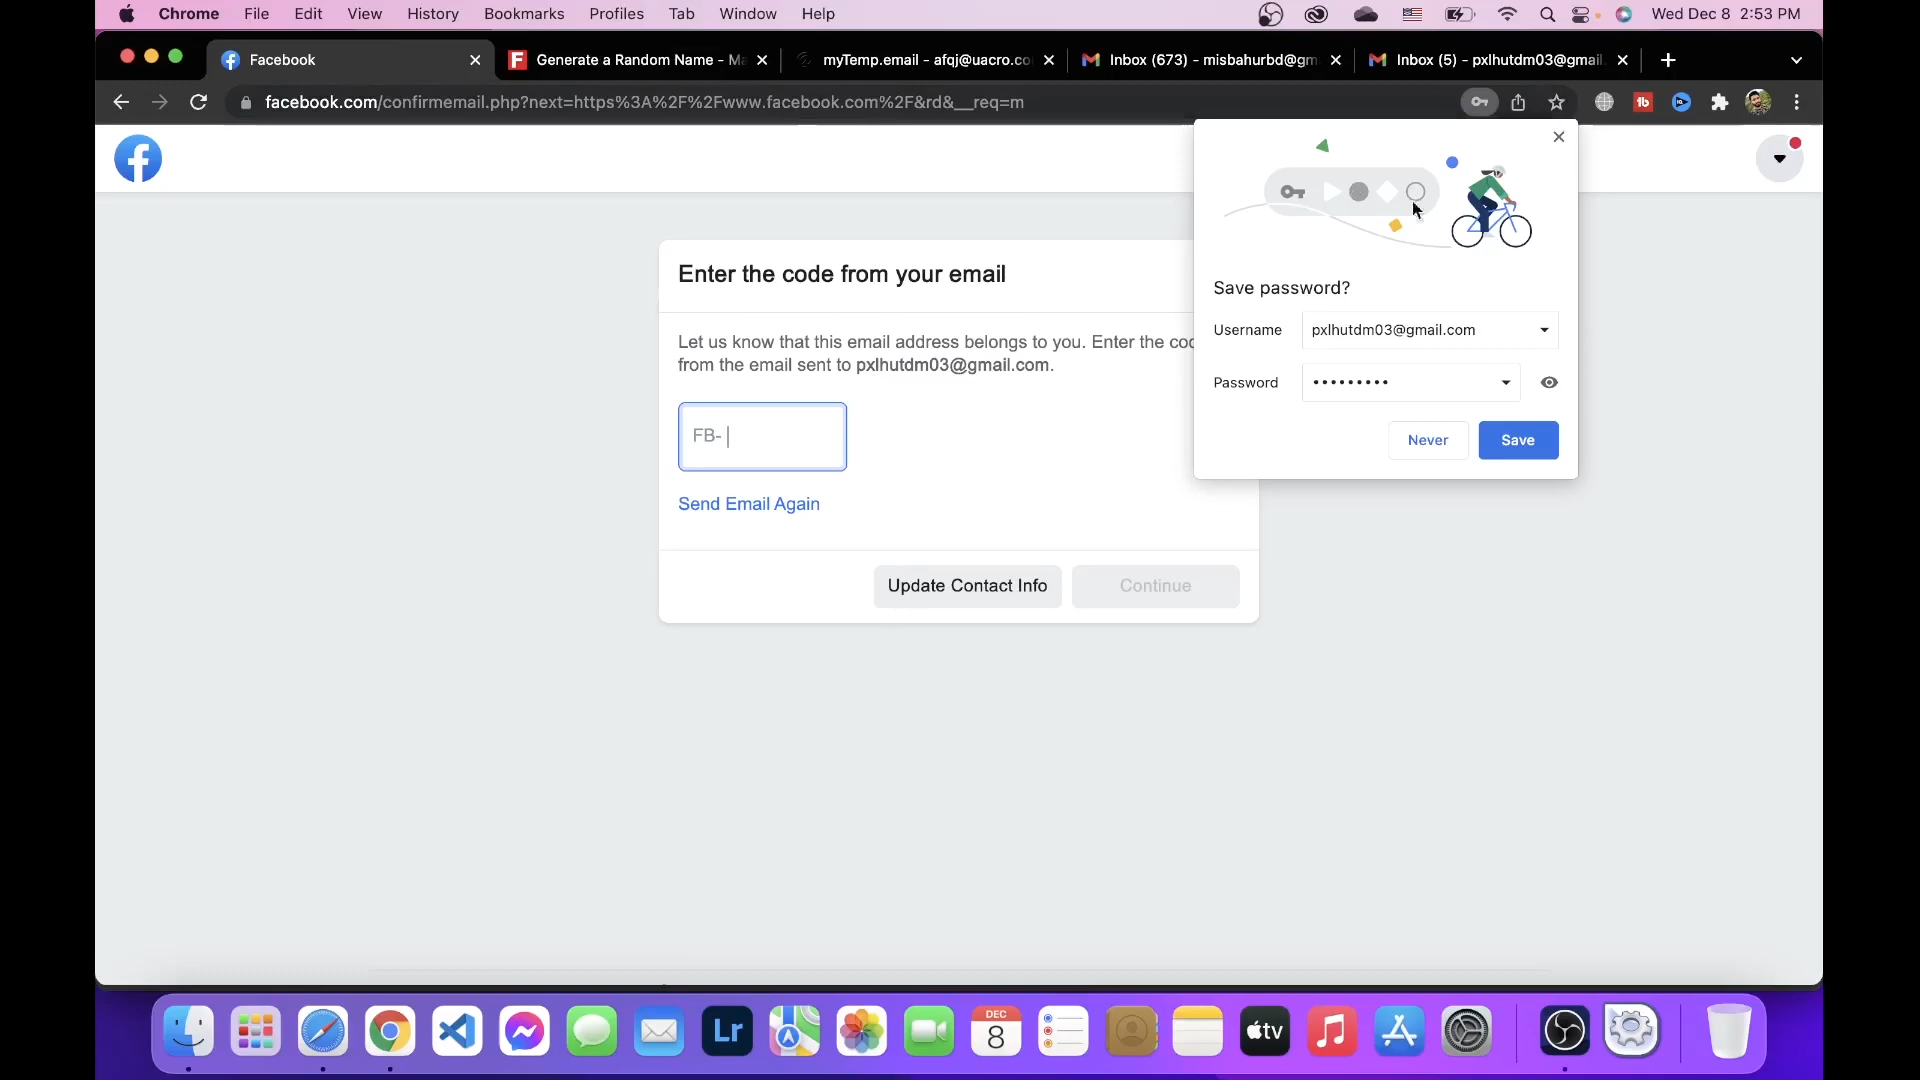 Chrome File Edit View History Bookmarks Profiles Tab Window Help Wed Dec 8 2:53 PM
Facebook Generate a Random Name - Ma myTemp.email - afqj@uacro.co Inbox (673) - misbahurbd@gm Inbox (5) - pxlhutdm03@gmail.
facebook.com/confirmemail.php?next=https%3A%2F%2Fwww.facebook.com%2F&rd&__req=m
Enter the code from your email
Let us know that this email address belongs to you. Enter the coc
from the email sent to pxlhutdm03@gmail.com.
FB-
Send Email Again
Update Contact Info Continue
Save password?
Username pxlhutdm03@gmail.com
Password •••••••••
Never Save
Lr
DEC
8
tv